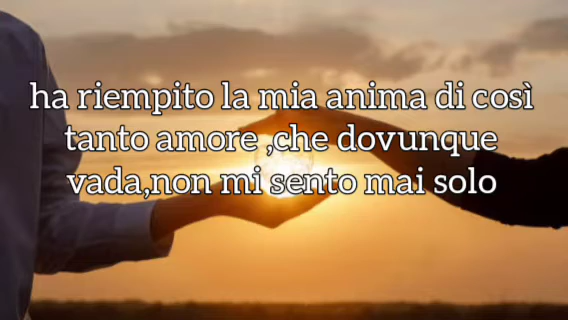 ha riempito la mia anima di così
tanto amore ,che dovunque
vada,non mi sento mai solo